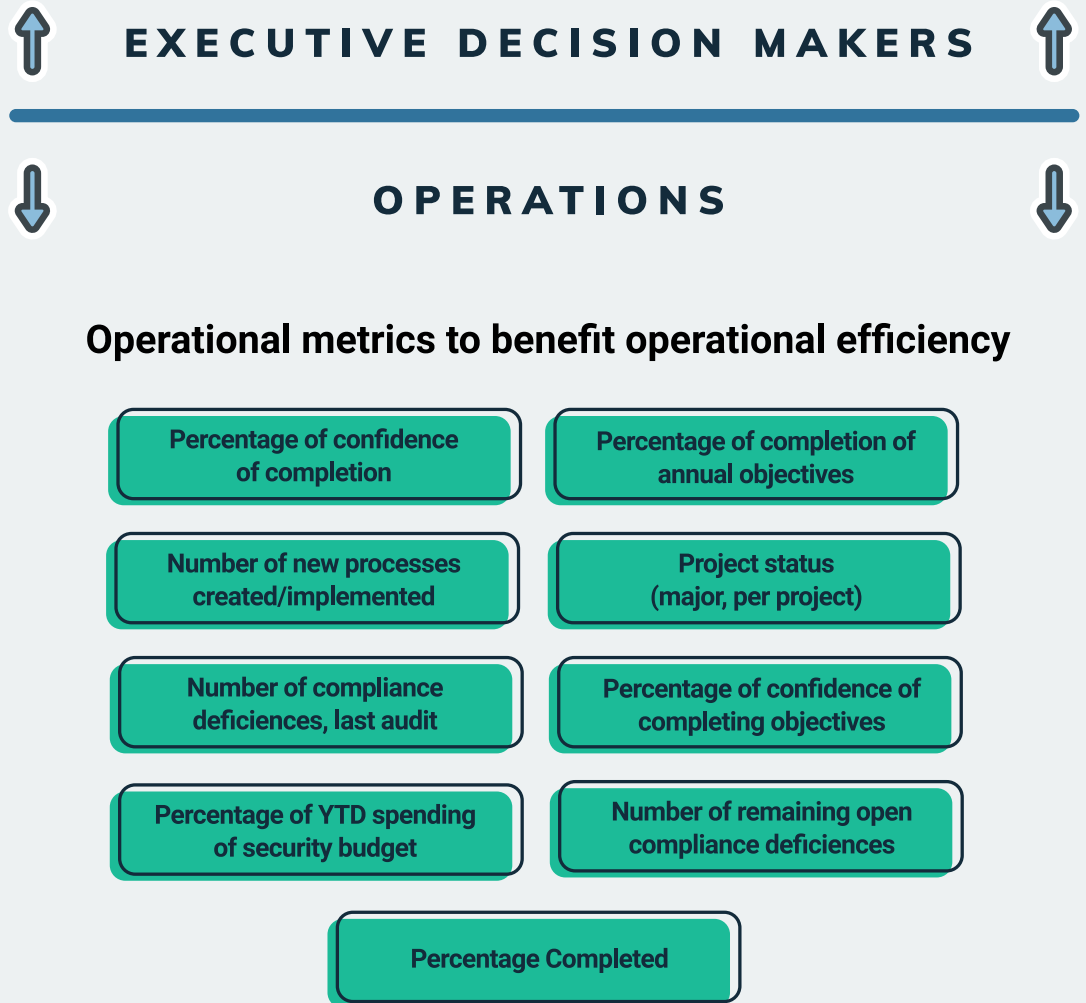 EXECUTIVE DECISION MAKERS
OPERATIONS
Operational metrics to benefit operational efficiency
Percentage of confidence
of completion
Percentage of completion of
annual objectives
Number of new processes
created/implemented
Project status
(major, per project)
Number of compliance
deficiences, last audit
Percentage of confidence of
completing objectives
Percentage of YTD spending
of security budget
Number of remaining open
compliance deficiences
Percentage Completed